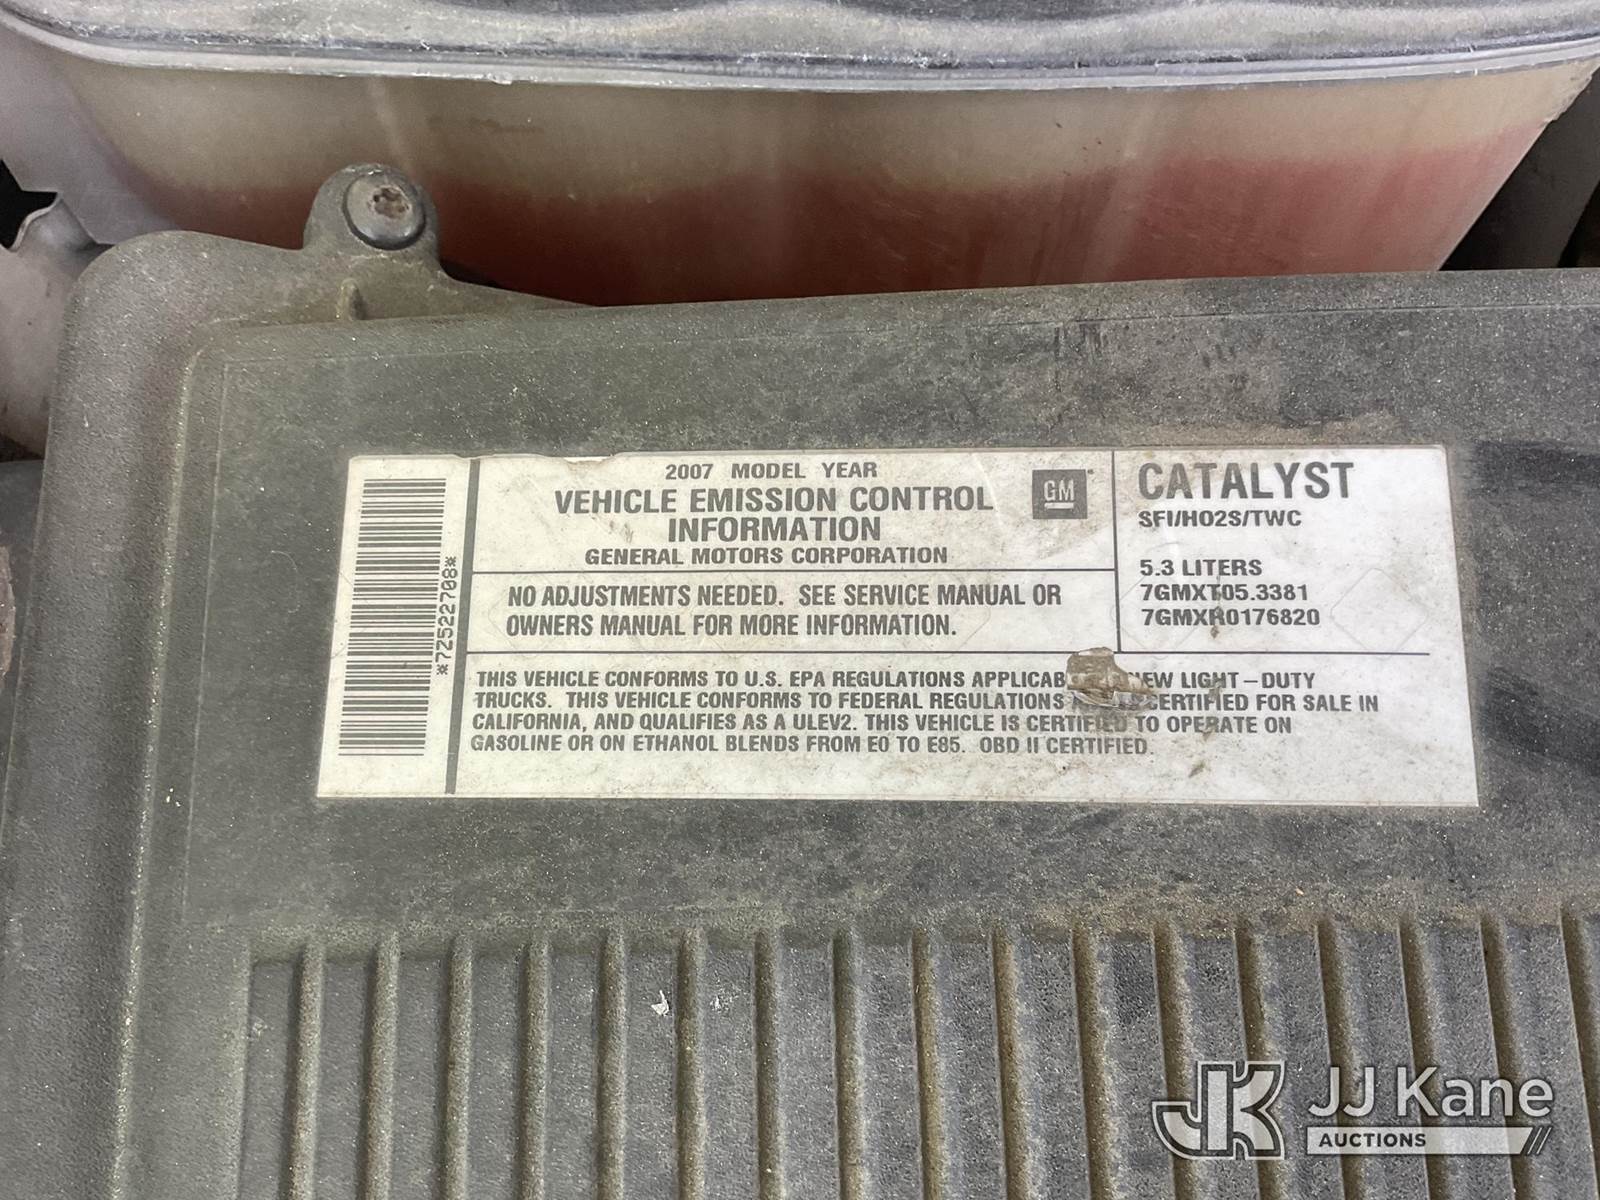 2007 MODEL YEAR
VEHICLE EMISSION CONTROL
INFORMATION
GENERAL MOTORS CORPORATION
GM
NO ADJUSTMENTS NEEDED. SEE SERVICE MANUAL OR
OWNERS MANUAL FOR MORE INFORMATION.
CATALYST
SFI/HO2S/TWC
5.3 LITERS
7GMXT05.3381
7GMXR0176820
THIS VEHICLE CONFORMS TO U.S. EPA REGULATIONS LIGHT-DUTY
TRUCKS. THIS VEHICLE CONFORMS TO FEDERAL REGULATIONS CERTIFIED FOR SALE IN
CALIFORNIA, AND QUALIFIES AS A ULEV2. THIS VEHICLE IS CERTIFIED TO OPERATE ON
GASOLINE OR ON ETHANOL BLENDS FROM E0 TO E85. OBD II CERTIFIED.
*7Z522708*
JK JJ Kane
AUCTIONS